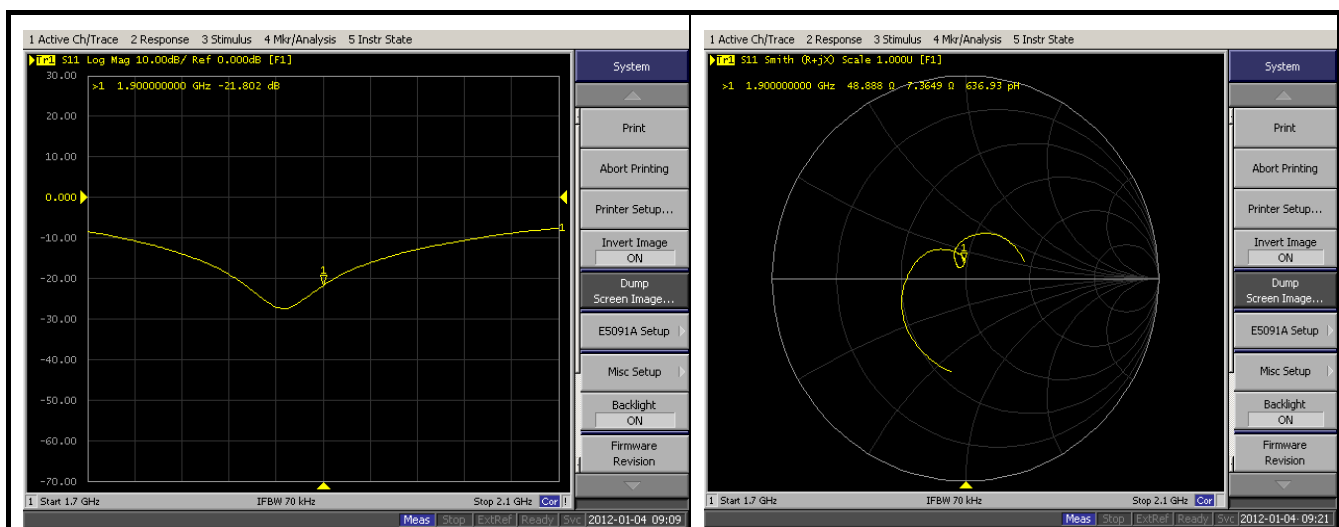 1 Active Ch/Trace 2 Response 3 Stimulus 4 Mkr/Analysis 5 Instr State
Tr1 S11 Log Mag 10.00dB/ Ref 0.000dB [F1]
>1 1.900000000 GHz -21.802 dB
30.00
20.00
10.00
0.000
-10.00
-20.00
-30.00
-40.00
-50.00
-60.00
-70.00
1
1
System
Print
Abort Printing
Printer Setup...
Invert Image
ON
Dump
Screen Image...
E5091A Setup
Misc Setup
Backlight
ON
Firmware
Revision
1 Start 1.7 GHz IFBW 70 kHz Stop 2.1 GHz Cor !
Meas Stop ExtRef Ready Svc 2012-01-04 09:09
1 Active Ch/Trace 2 Response 3 Stimulus 4 Mkr/Analysis 5 Instr State
Tr1 S11 Smith (R+jX) Scale 1.000U [F1]
>1 1.900000000 GHz 48.888 Ω 7.3649 Ω 636.93 pH
1
System
Print
Abort Printing
Printer Setup...
Invert Image
ON
Dump
Screen Image...
E5091A Setup
Misc Setup
Backlight
ON
Firmware
Revision
1 Start 1.7 GHz IFBW 70 kHz Stop 2.1 GHz Cor
Meas Stop ExtRef Ready Svc 2012-01-04 09:21